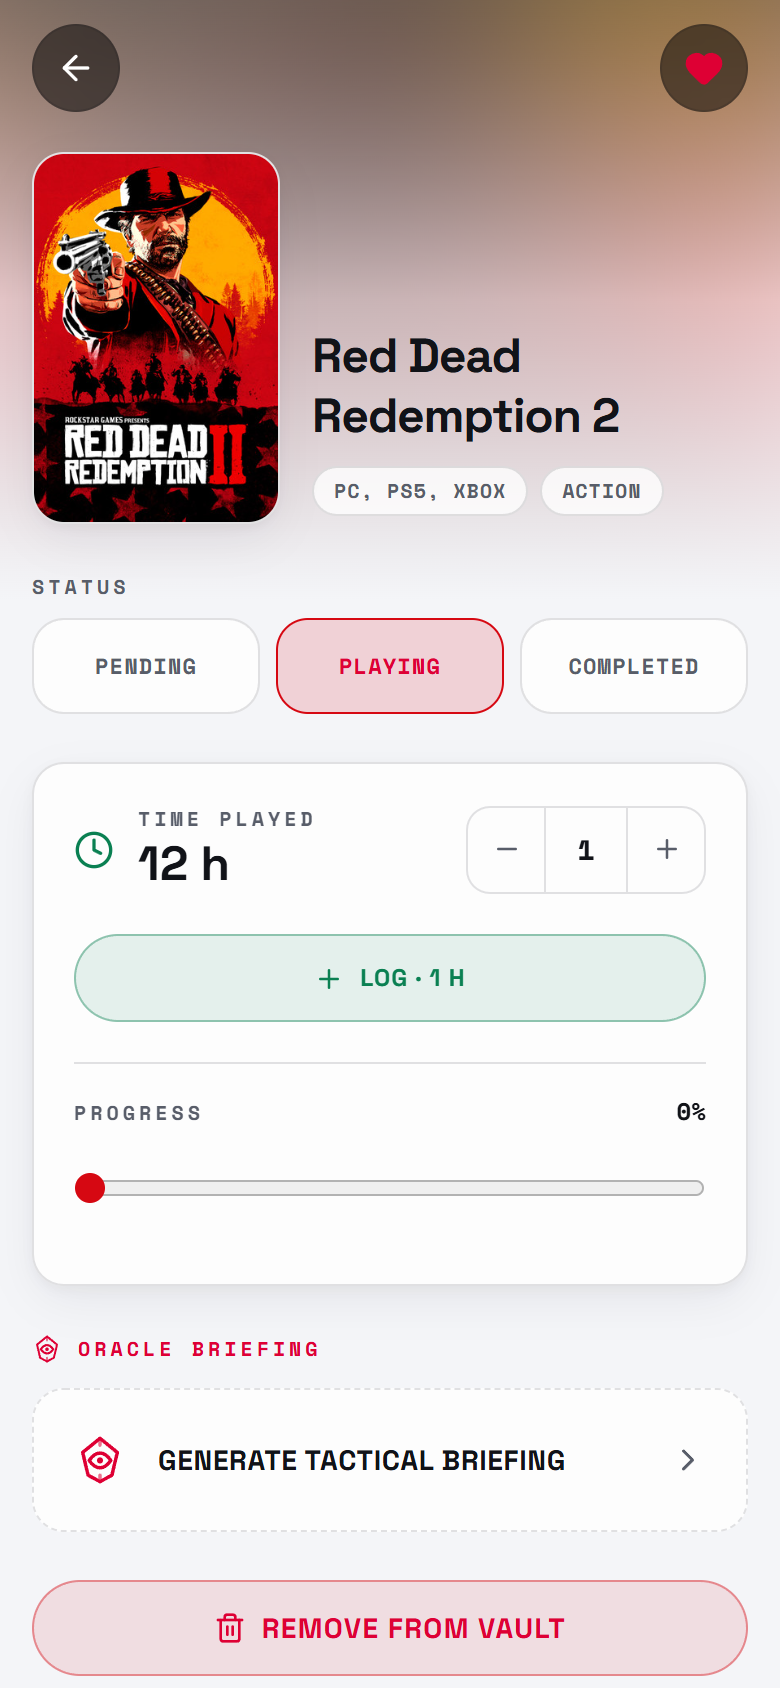 ROCKSTAR GAMES PRESENTS
RED DEAD
REDEMPTION II
Red Dead
Redemption 2
PC, PS5, XBOX
ACTION
STATUS
PENDING
PLAYING
COMPLETED
TIME PLAYED
12 h
1
LOG · 1 H
PROGRESS
0%
ORACLE BRIEFING
GENERATE TACTICAL BRIEFING
REMOVE FROM VAULT